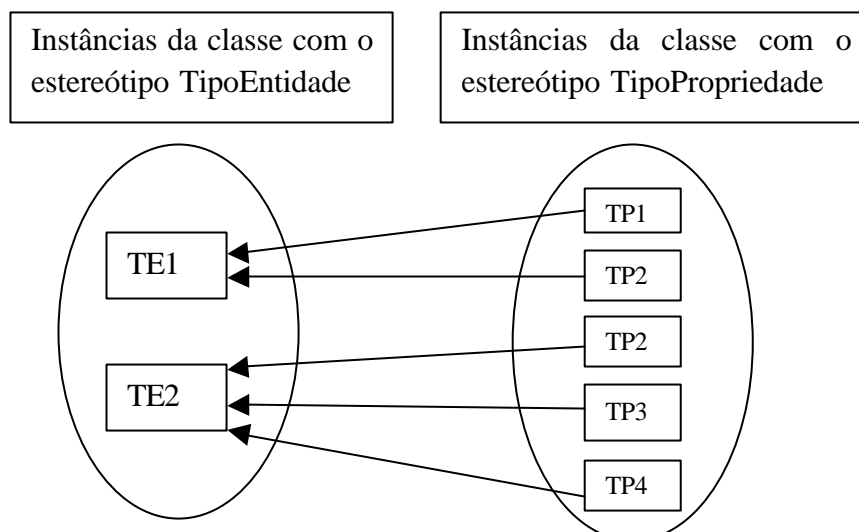 Instâncias da classe com o
estereótipo TipoEntidade
Instâncias da classe com o
estereótipo TipoPropriedade
TE1
TE2
TP1
TP2
TP2
TP3
TP4